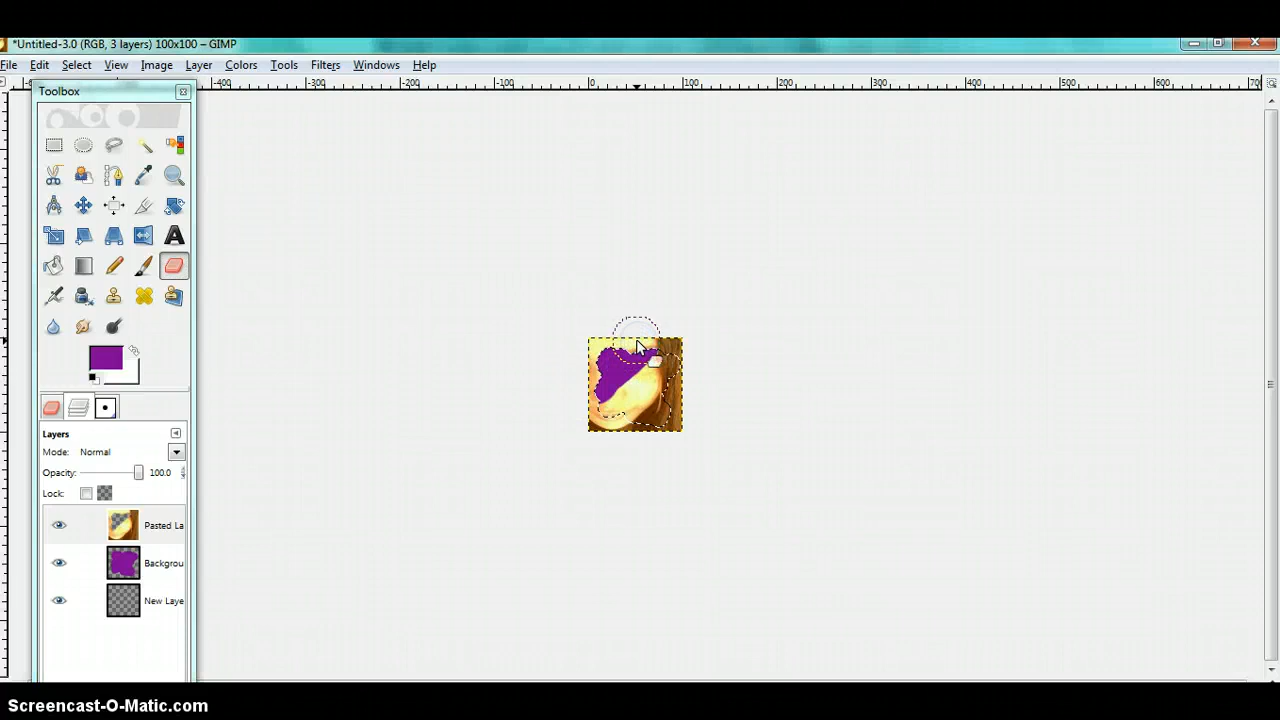 *Untitled-3.0 (RGB, 3 layers) 100x100 – GIMP
File Edit Select View Image Layer Colors Tools Filters Windows Help
-400 -300 -200 -100 0 100 200 300 400 500 600 700
Toolbox
Layers
Mode: Normal
Opacity: 100.0
Lock:
Pasted La
Backgrou
New Laye
Screencast-O-Matic.com